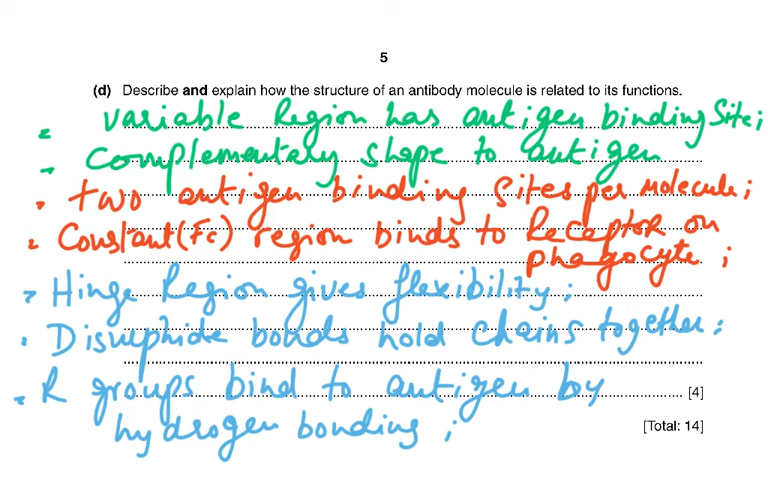 5
(d) Describe and explain how the structure of an antibody molecule is related to its functions.
- variable Region has antigen binding Site;
- Complementary shape to antigen
- two antigen binding Sites per Molecule;
- Constant (Fc) region binds to Receptor on
phagocyte ;
- Hinge Region gives flexibility ;
- Disulphide bonds hold chains together;
- R groups bind to antigen by
[4]
hydrogen bonding ;
[Total: 14]